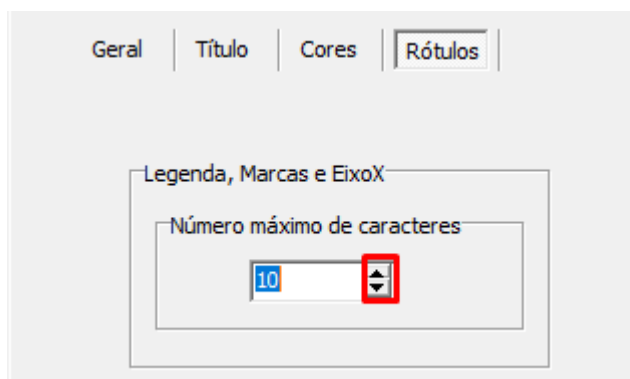 Geral Título Cores Rótulos
Legenda, Marcas e EixoX
Número máximo de caracteres
10